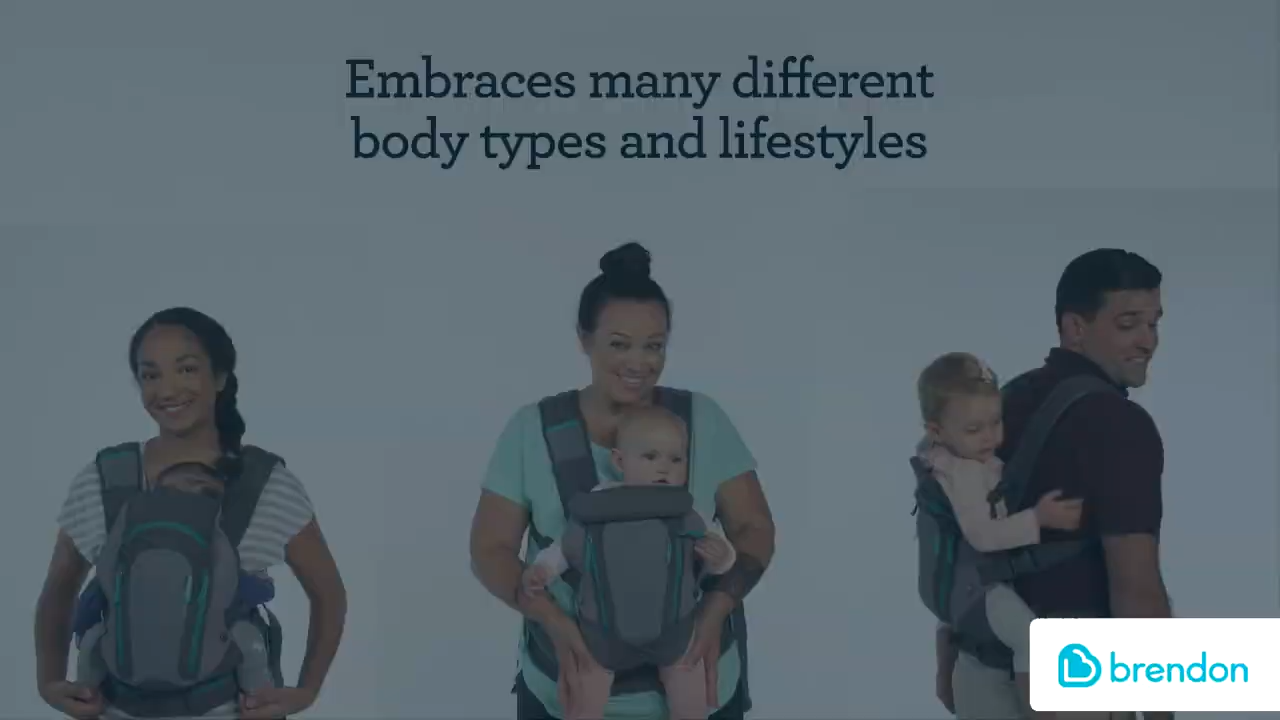 Embraces many different
body types and lifestyles
brendon